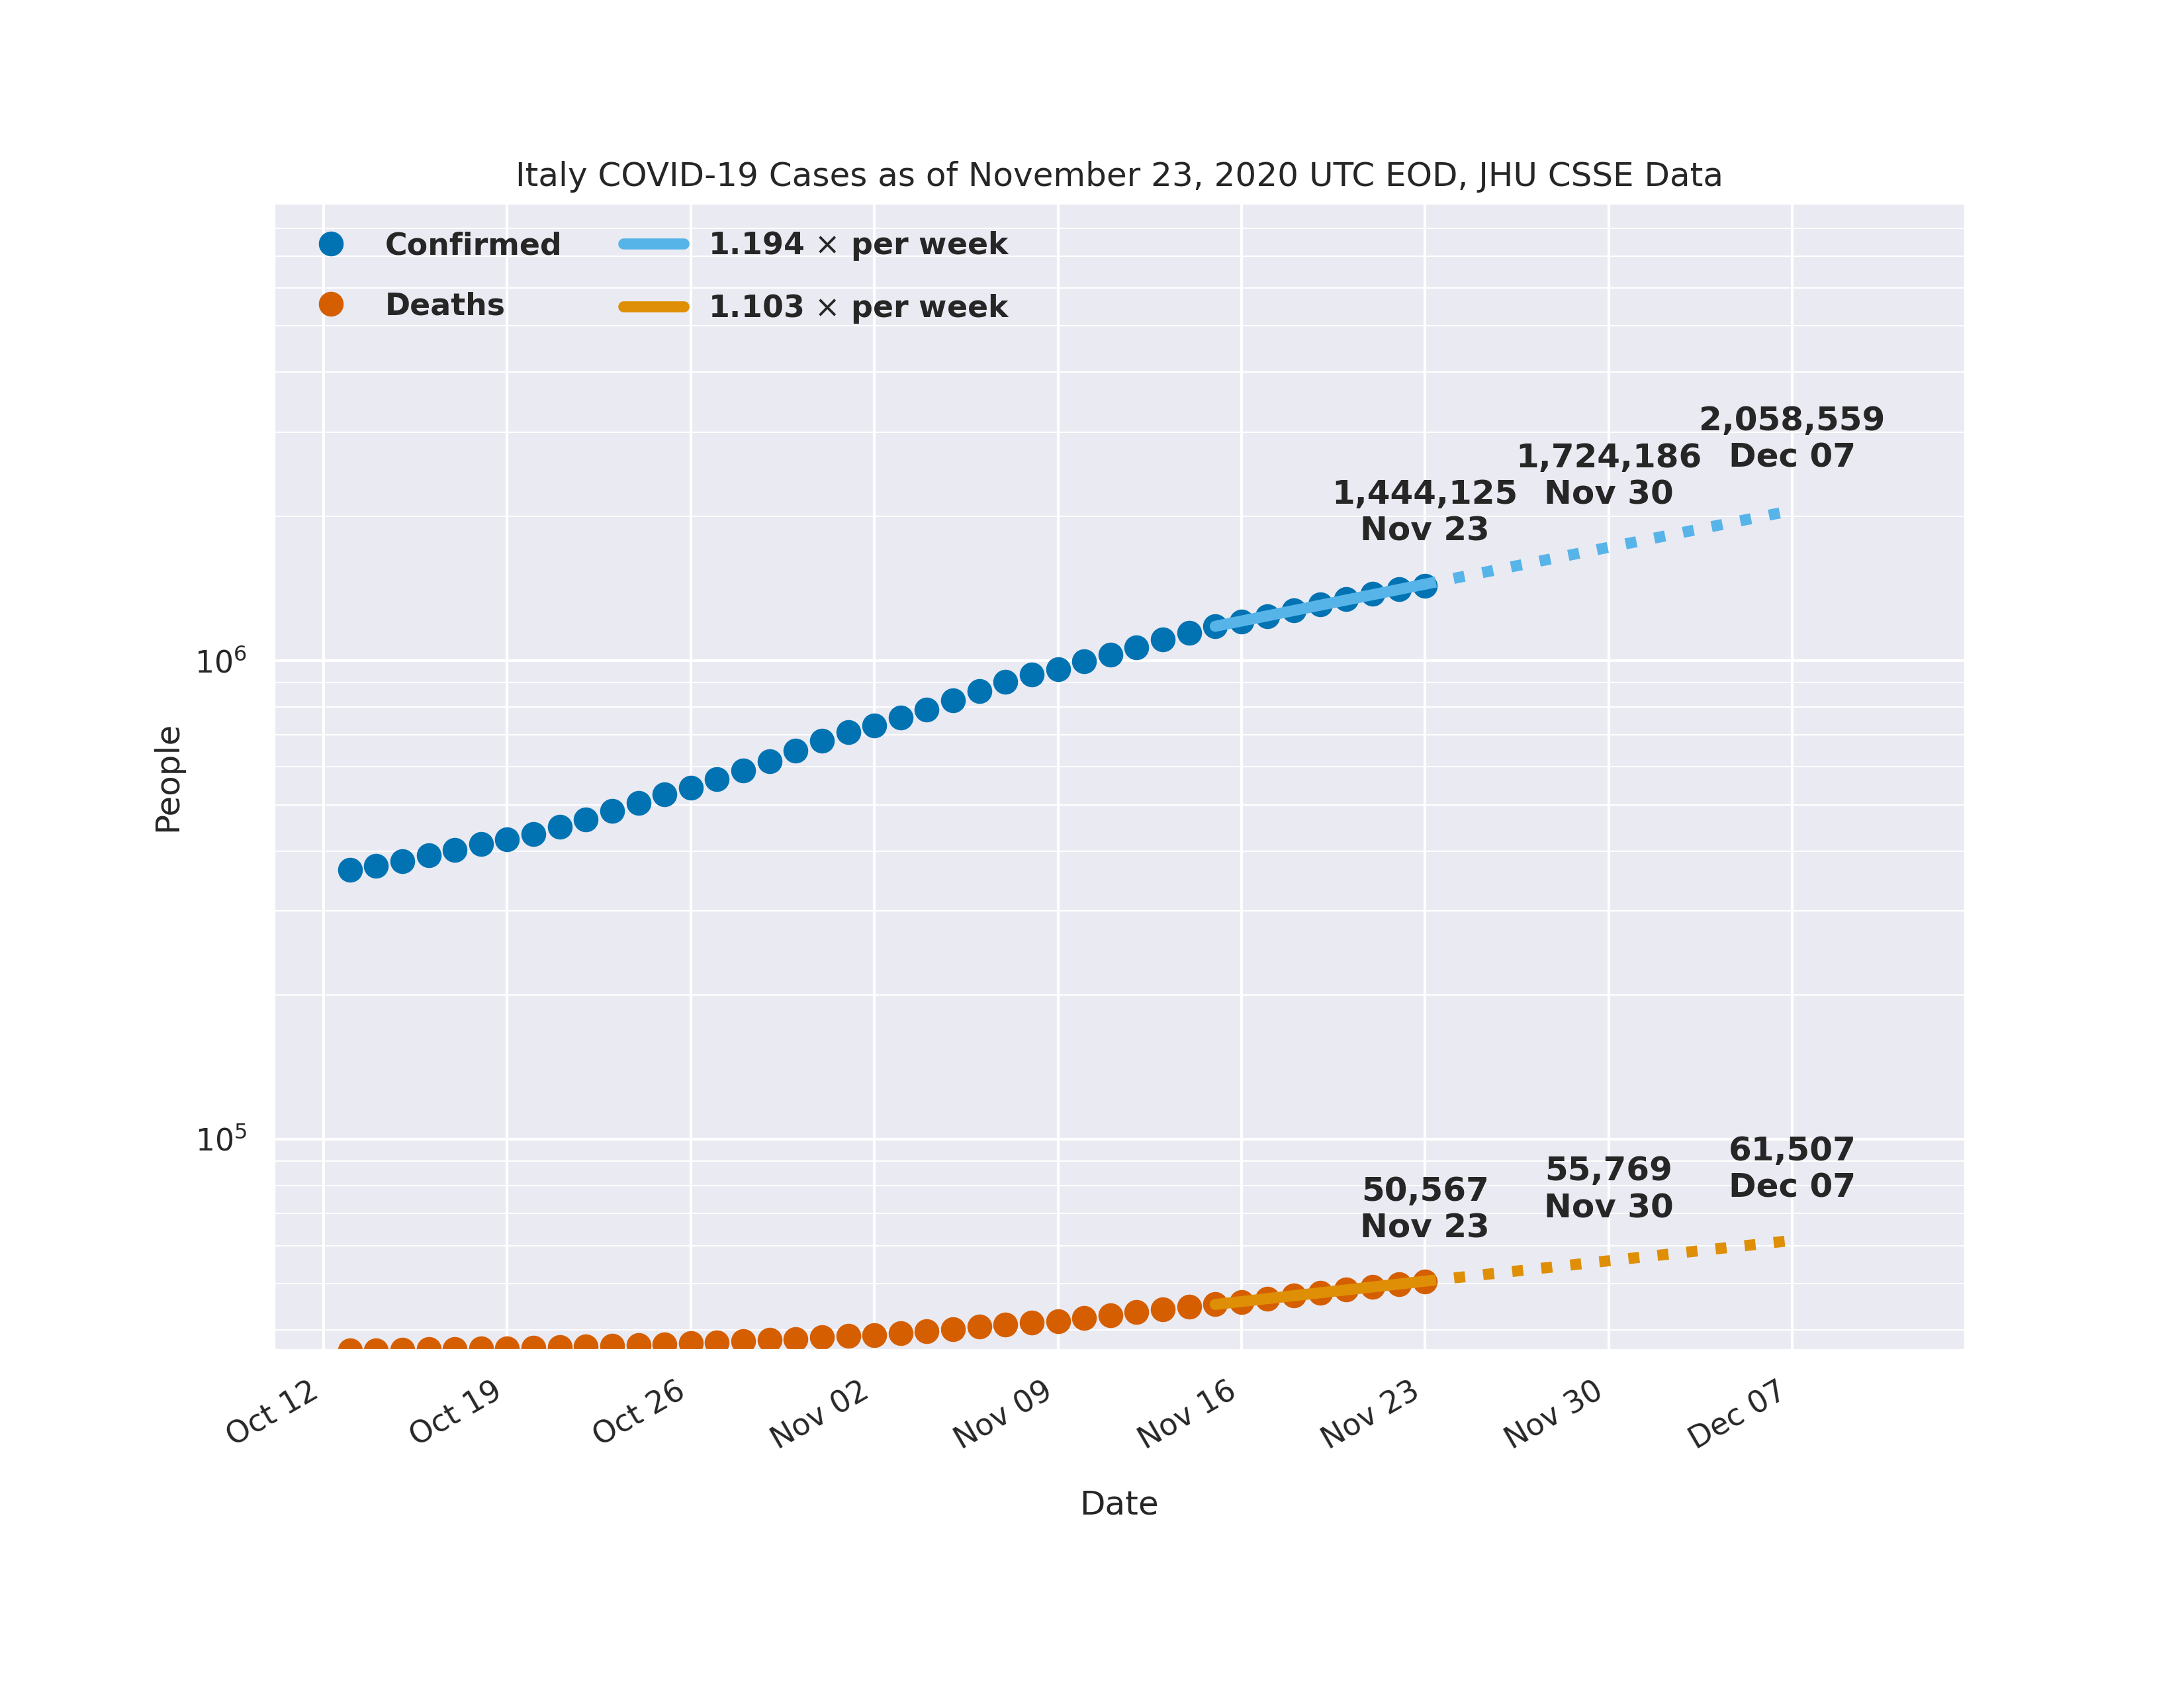 Italy COVID-19 Cases as of November 23, 2020 UTC EOD, JHU CSSE Data
Confirmed
Deaths
1.194 × per week
1.103 × per week
2,058,559
Dec 07
1,724,186
Nov 30
1,444,125
Nov 23
10⁶
People
10⁵
61,507
Dec 07
55,769
Nov 30
50,567
Nov 23
Oct 12
Oct 19
Oct 26
Nov 02
Nov 09
Nov 16
Nov 23
Nov 30
Dec 07
Date